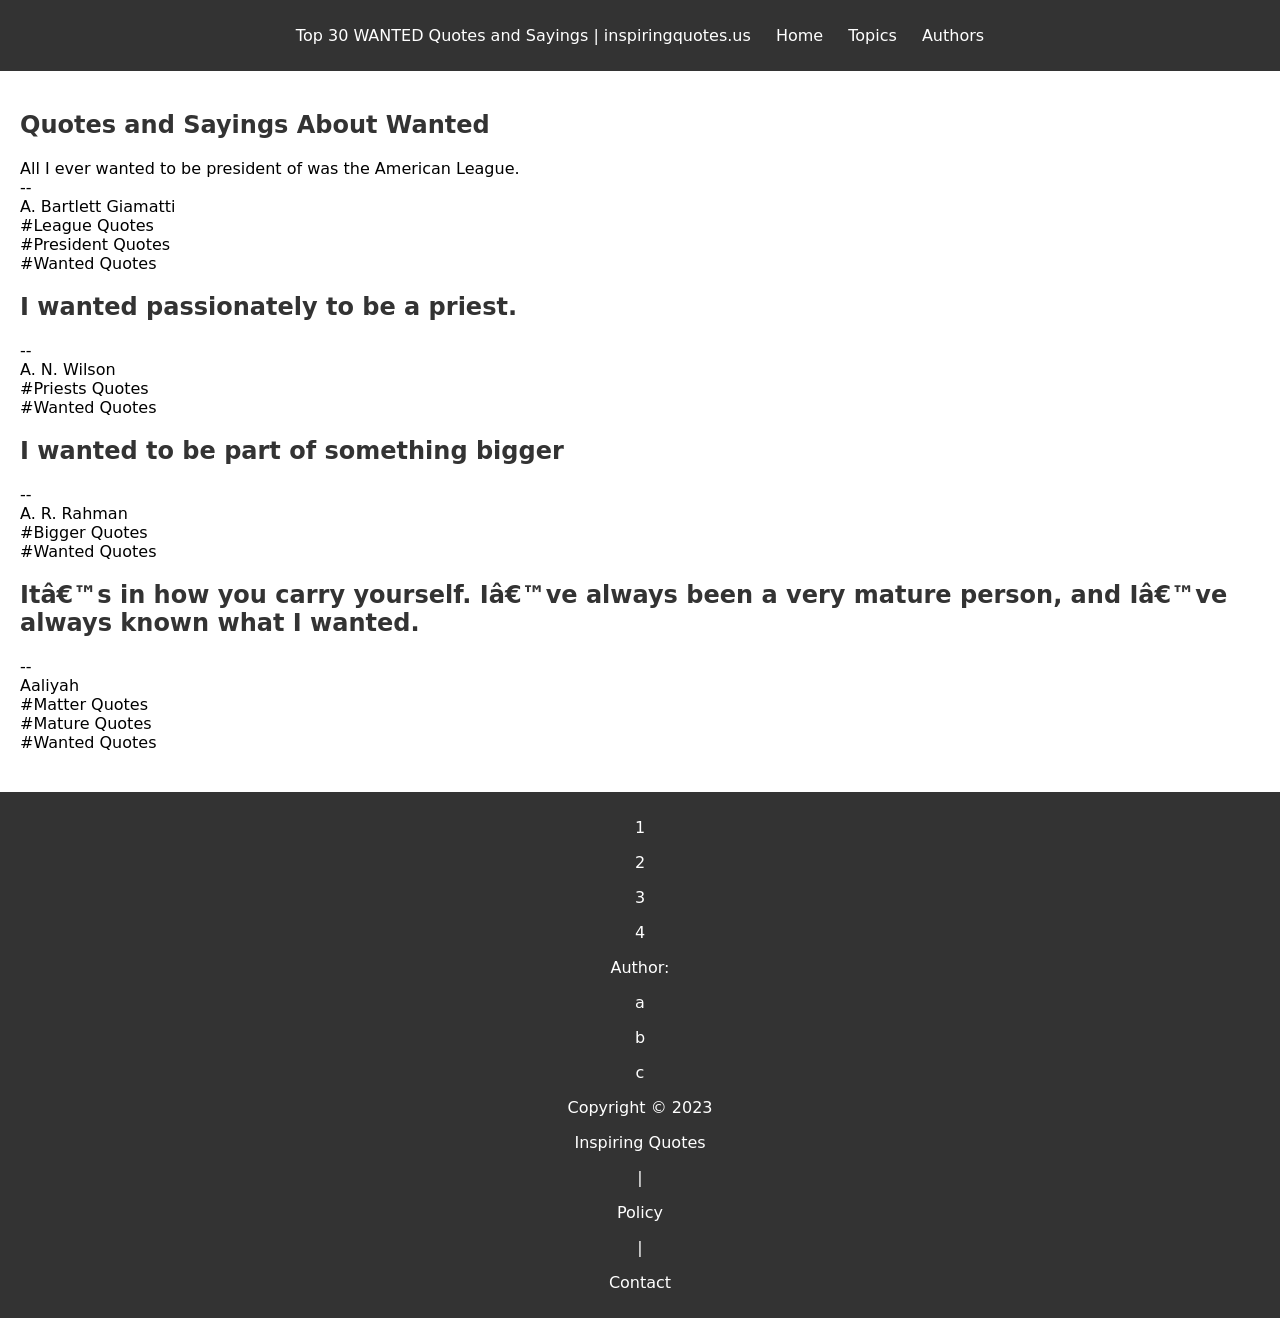 Top 30 WANTED Quotes and Sayings | inspiringquotes.us Home Topics Authors
Quotes and Sayings About Wanted
All I ever wanted to be president of was the American League.
--
A. Bartlett Giamatti
#League Quotes
#President Quotes
#Wanted Quotes
I wanted passionately to be a priest.
--
A. N. Wilson
#Priests Quotes
#Wanted Quotes
I wanted to be part of something bigger
--
A. R. Rahman
#Bigger Quotes
#Wanted Quotes
Itâ€™s in how you carry yourself. Iâ€™ve always been a very mature person, and Iâ€™ve
always known what I wanted.
--
Aaliyah
#Matter Quotes
#Mature Quotes
#Wanted Quotes
1
2
3
4
Author:
a
b
c
Copyright © 2023
Inspiring Quotes
|
Policy
|
Contact